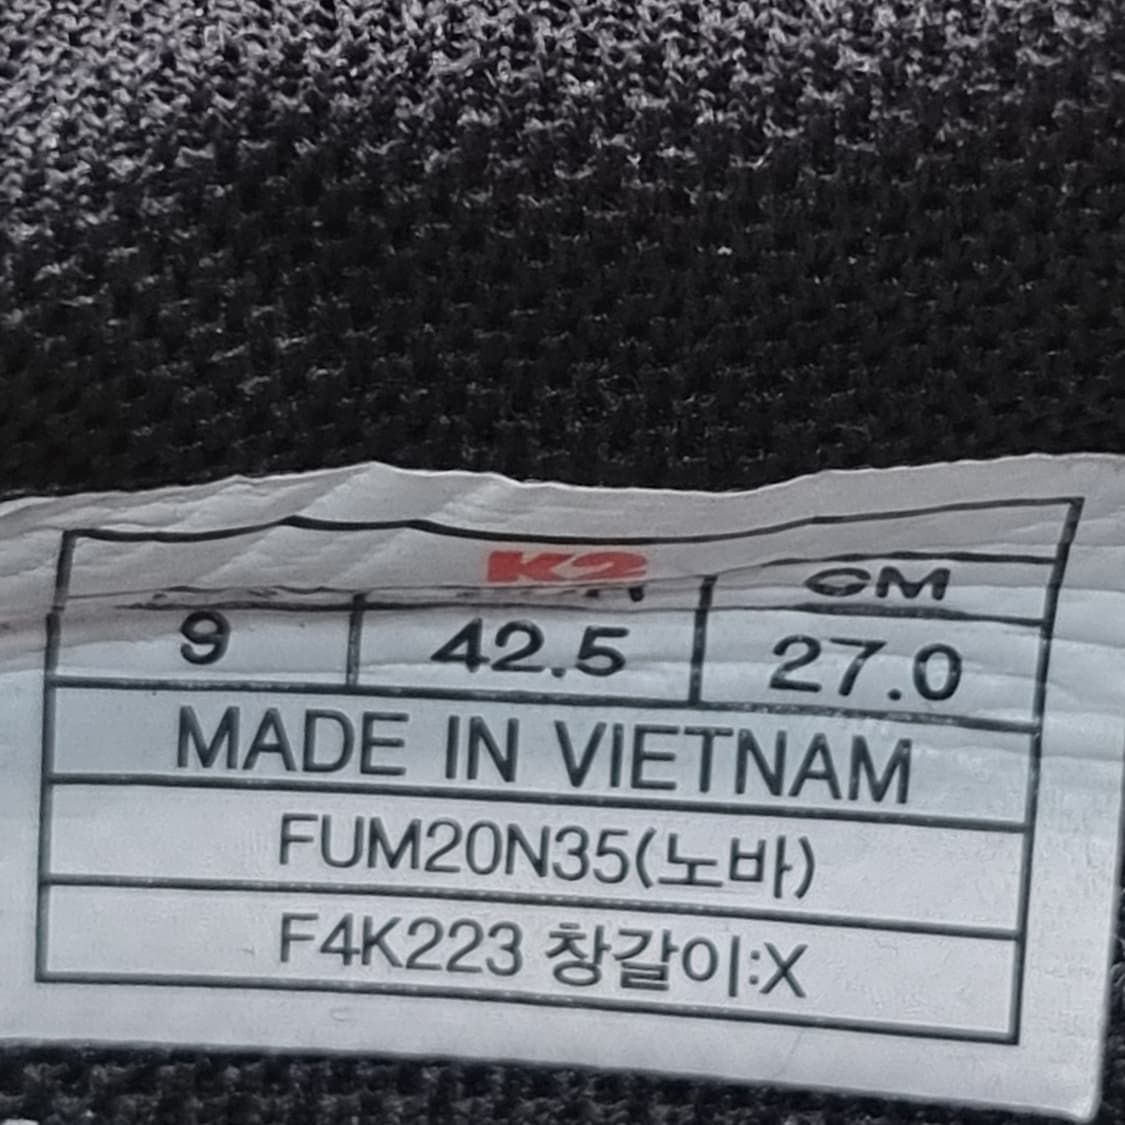 K2
CM
9 42.5 27.0
MADE IN VIETNAM
FUM20N35(노바)
F4K223 창갈이:X